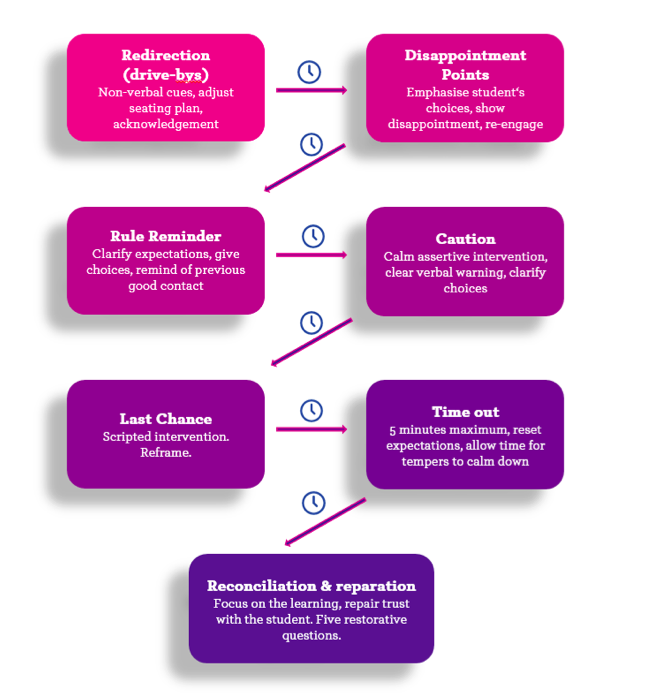 Redirection
(drive-bys)
Non-verbal cues, adjust
seating plan,
acknowledgement
Disappointment
Points
Emphasise student's
choices, show
disappointment, re-engage
Rule Reminder
Clarify expectations, give
choices, remind of previous
good contact
Caution
Calm assertive intervention,
clear verbal warning, clarify
choices
Last Chance
Scripted intervention.
Reframe.
Time out
5 minutes maximum, reset
expectations, allow time for
tempers to calm down
Reconciliation & reparation
Focus on the learning, repair trust
with the student. Five restorative
questions.